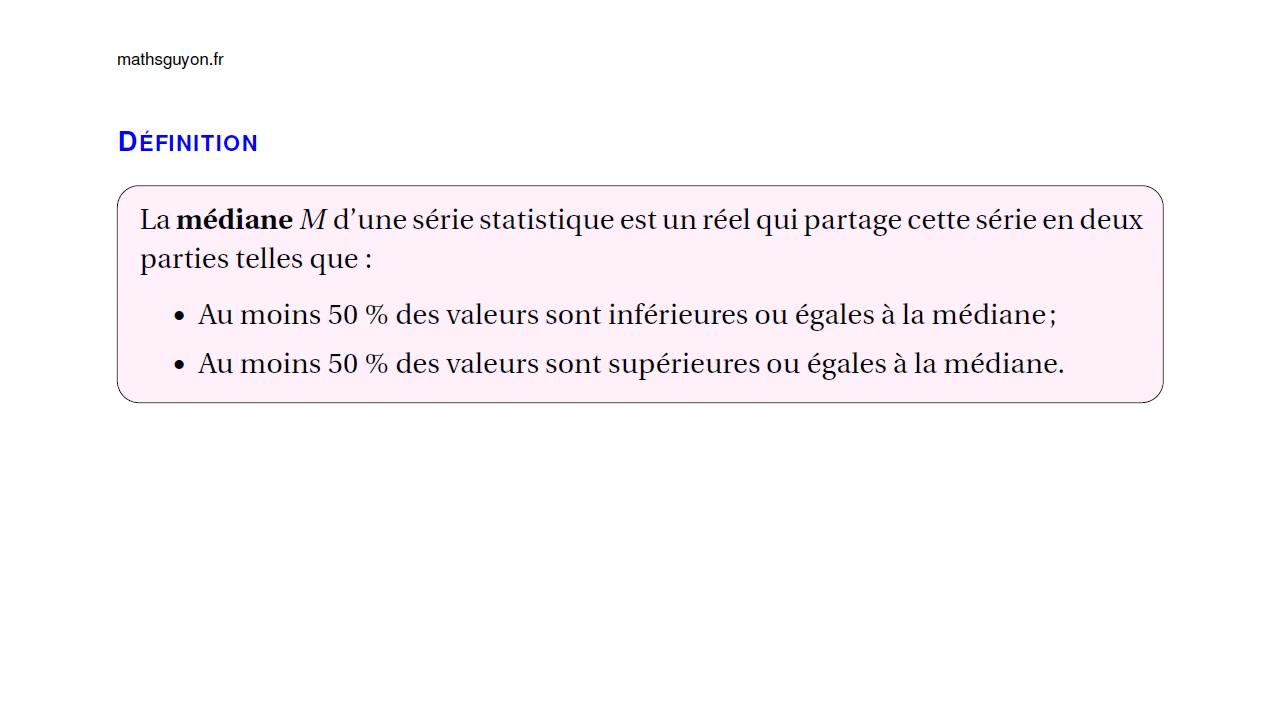 mathsguyon.fr
DÉFINITION
La médiane M d’une série statistique est un réel qui partage cette série en deux
parties telles que :
• Au moins 50 % des valeurs sont inférieures ou égales à la médiane ;
• Au moins 50 % des valeurs sont supérieures ou égales à la médiane.